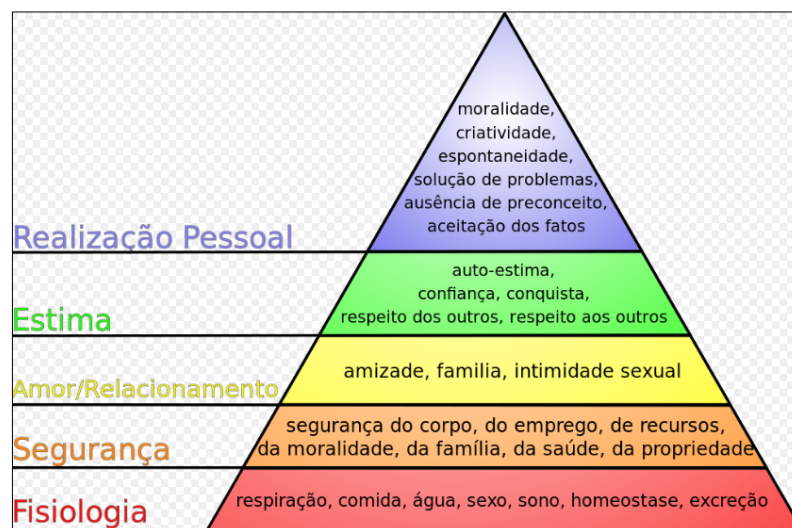 moralidade,
criatividade,
espontaneidade,
solução de problemas,
ausência de preconceito,
aceitação dos fatos
Realização Pessoal
auto-estima,
confiança, conquista,
respeito dos outros, respeito aos outros
Estima
amizade, familia, intimidade sexual
Amor/Relacionamento
segurança do corpo, do emprego, de recursos,
da moralidade, da família, da saúde, da propriedade
Segurança
respiração, comida, água, sexo, sono, homeostase, excreção
Fisiologia